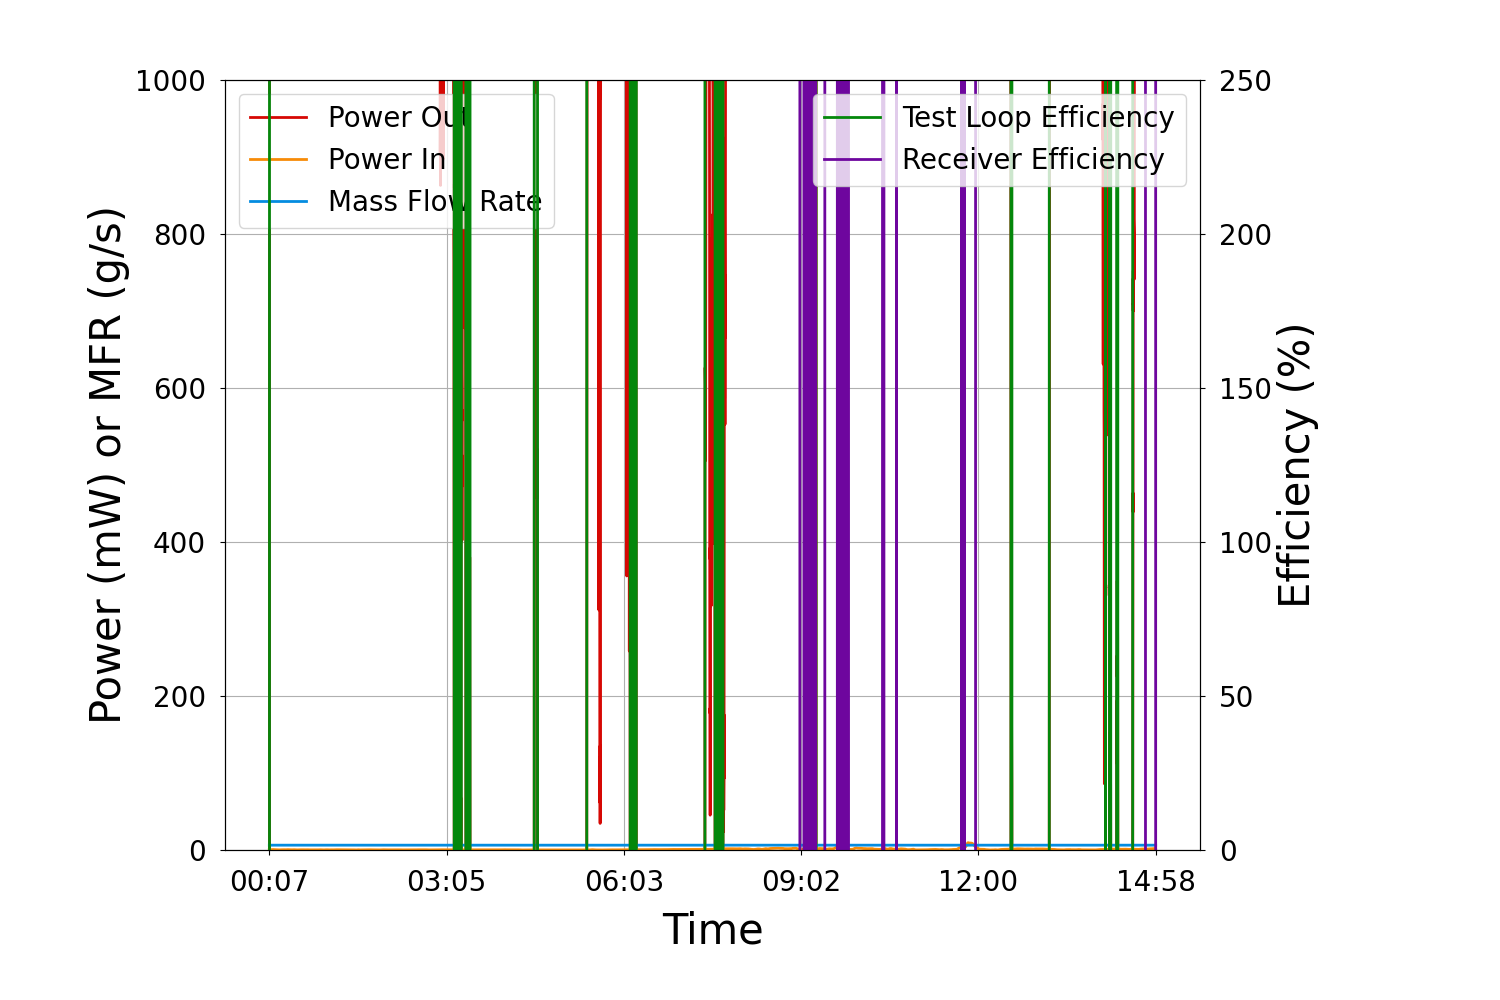 1000
800
600
400
200
0
Power (mW) or MFR (g/s)
Power Out
Power In
Mass Flow Rate
Test Loop Efficiency
Receiver Efficiency
250
200
150
100
50
0
Efficiency (%)
00:07 03:05 06:03 09:02 12:00 14:58
Time